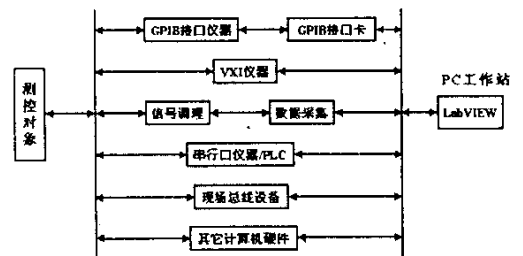 GPIB接口仪器
GPIB接口卡
VXI仪器
PC工作站
测控对象
信号调理
数据采集
LabVIEW
串行口仪器/PLC
现场总线设备
其它计算机硬件